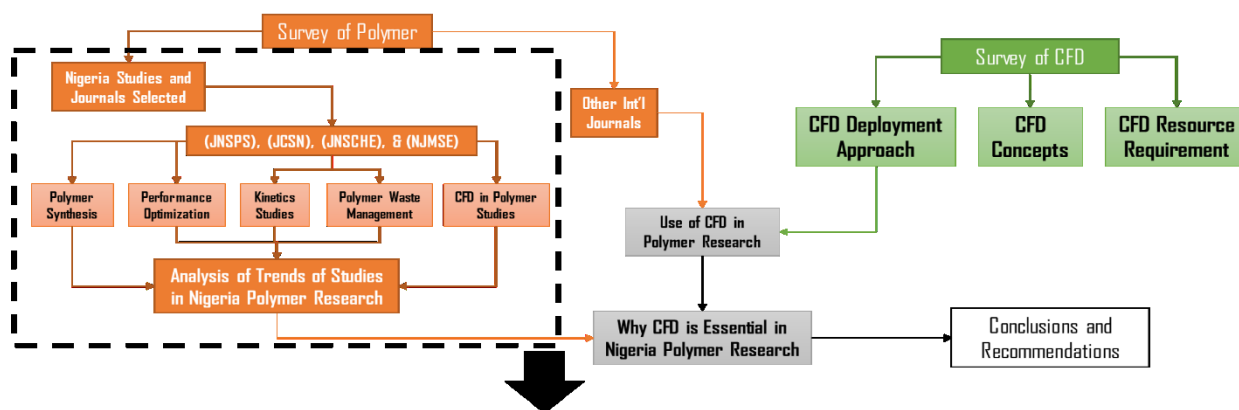 Survey of Polymer
Survey of CFD
Nigeria Studies and
Journals Selected
Other Int'l
Journals
CFD Deployment
Approach
CFD
Concepts
CFD Resource
Requirement
(JNSPS), (JCSN), (JNSCHE), & (NJMSE)
Polymer
Synthesis
Performance
Optimization
Kinetics
Studies
Polymer Waste
Management
CFD in Polymer
Studies
Use of CFD in
Polymer Research
Analysis of Trends of Studies
in Nigeria Polymer Research
Why CFD is Essential in
Nigeria Polymer Research
Conclusions and
Recommendations